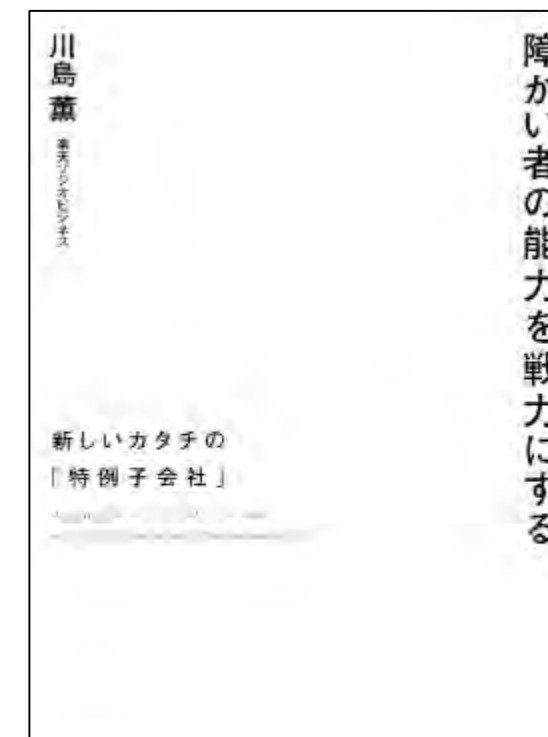 障がい者の能力を戦力にする
川島 薫
楽天ソシオビジネス
新しいカタチの
「特例子会社」